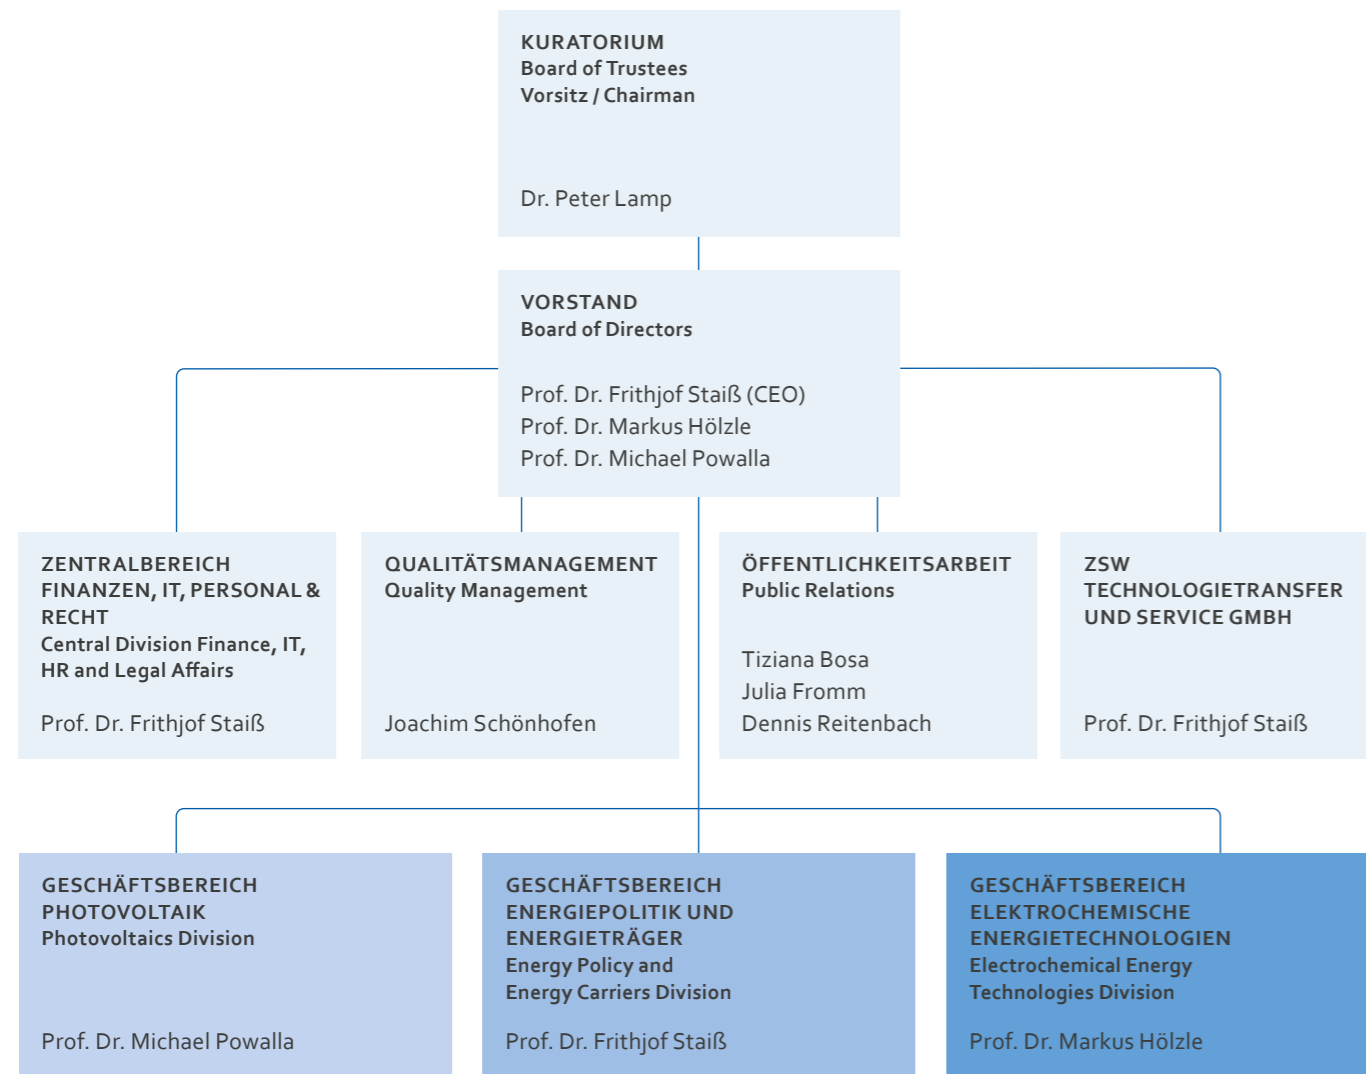 KURATORIUM
Board of Trustees
Vorsitz / Chairman
Dr. Peter Lamp
VORSTAND
Board of Directors
Prof. Dr. Frithjof Staiß (CEO)
Prof. Dr. Markus Hölzle
Prof. Dr. Michael Powalla
ZENTRALBEREICH
FINANZEN, IT, PERSONAL &
RECHT
Central Division Finance, IT,
HR and Legal Affairs
Prof. Dr. Frithjof Staiß
QUALITÄTSMANAGEMENT
Quality Management
Joachim Schönhofen
ÖFFENTLICHKEITSARBEIT
Public Relations
Tiziana Bosa
Julia Fromm
Dennis Reitenbach
ZSW
TECHNOLOGIETRANSFER
UND SERVICE GMBH
Prof. Dr. Frithjof Staiß
GESCHÄFTSBEREICH
PHOTOVOLTAIK
Photovoltaics Division
Prof. Dr. Michael Powalla
GESCHÄFTSBEREICH
ENERGIEPOLITIK UND
ENERGIETRÄGER
Energy Policy and
Energy Carriers Division
Prof. Dr. Frithjof Staiß
GESCHÄFTSBEREICH
ELEKTROCHEMISCHE
ENERGIETECHNOLOGIEN
Electrochemical Energy
Technologies Division
Prof. Dr. Markus Hölzle